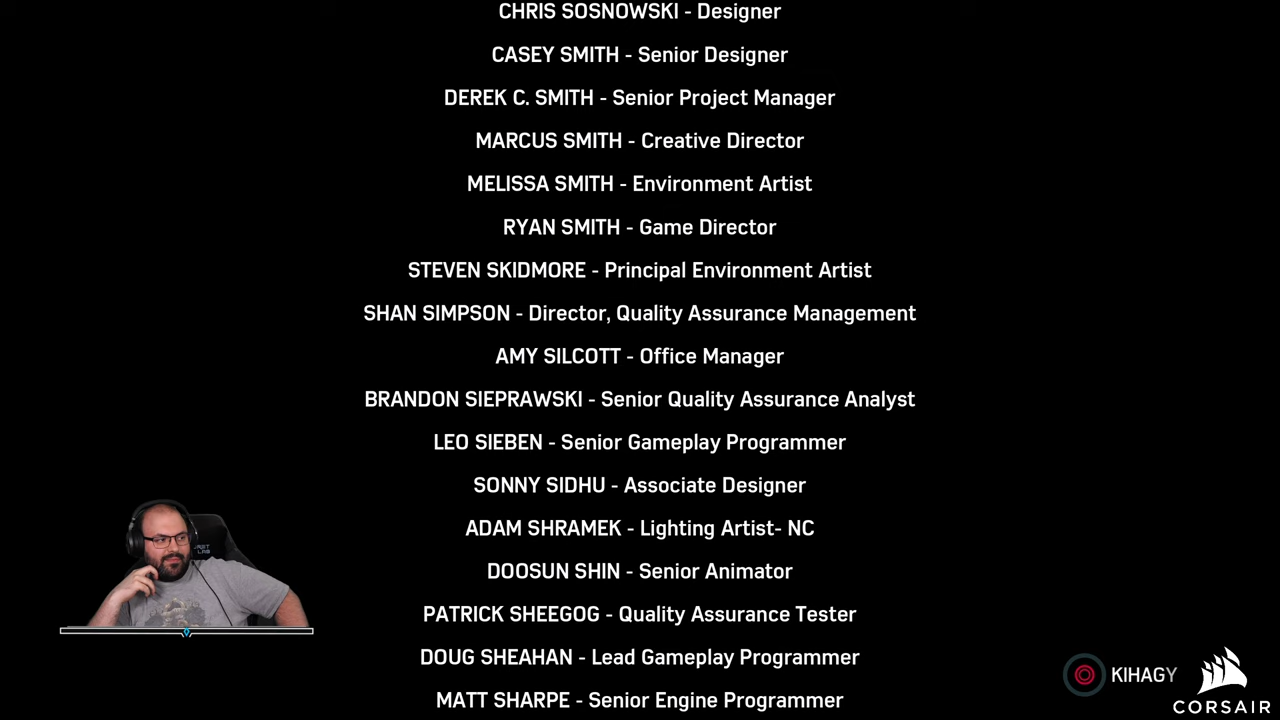 CHRIS SOSNOWSKI - Designer
CASEY SMITH - Senior Designer
DEREK C. SMITH - Senior Project Manager
MARCUS SMITH - Creative Director
MELISSA SMITH - Environment Artist
RYAN SMITH - Game Director
STEVEN SKIDMORE - Principal Environment Artist
SHAN SIMPSON - Director, Quality Assurance Management
AMY SILCOTT - Office Manager
BRANDON SIEPRAWSKI - Senior Quality Assurance Analyst
LEO SIEBEN - Senior Gameplay Programmer
SONNY SIDHU - Associate Designer
ADAM SHRAMEK - Lighting Artist- NC
DOOSUN SHIN - Senior Animator
PATRICK SHEEGOG - Quality Assurance Tester
DOUG SHEAHAN - Lead Gameplay Programmer
MATT SHARPE - Senior Engine Programmer
KIHAGY
CORSAIR